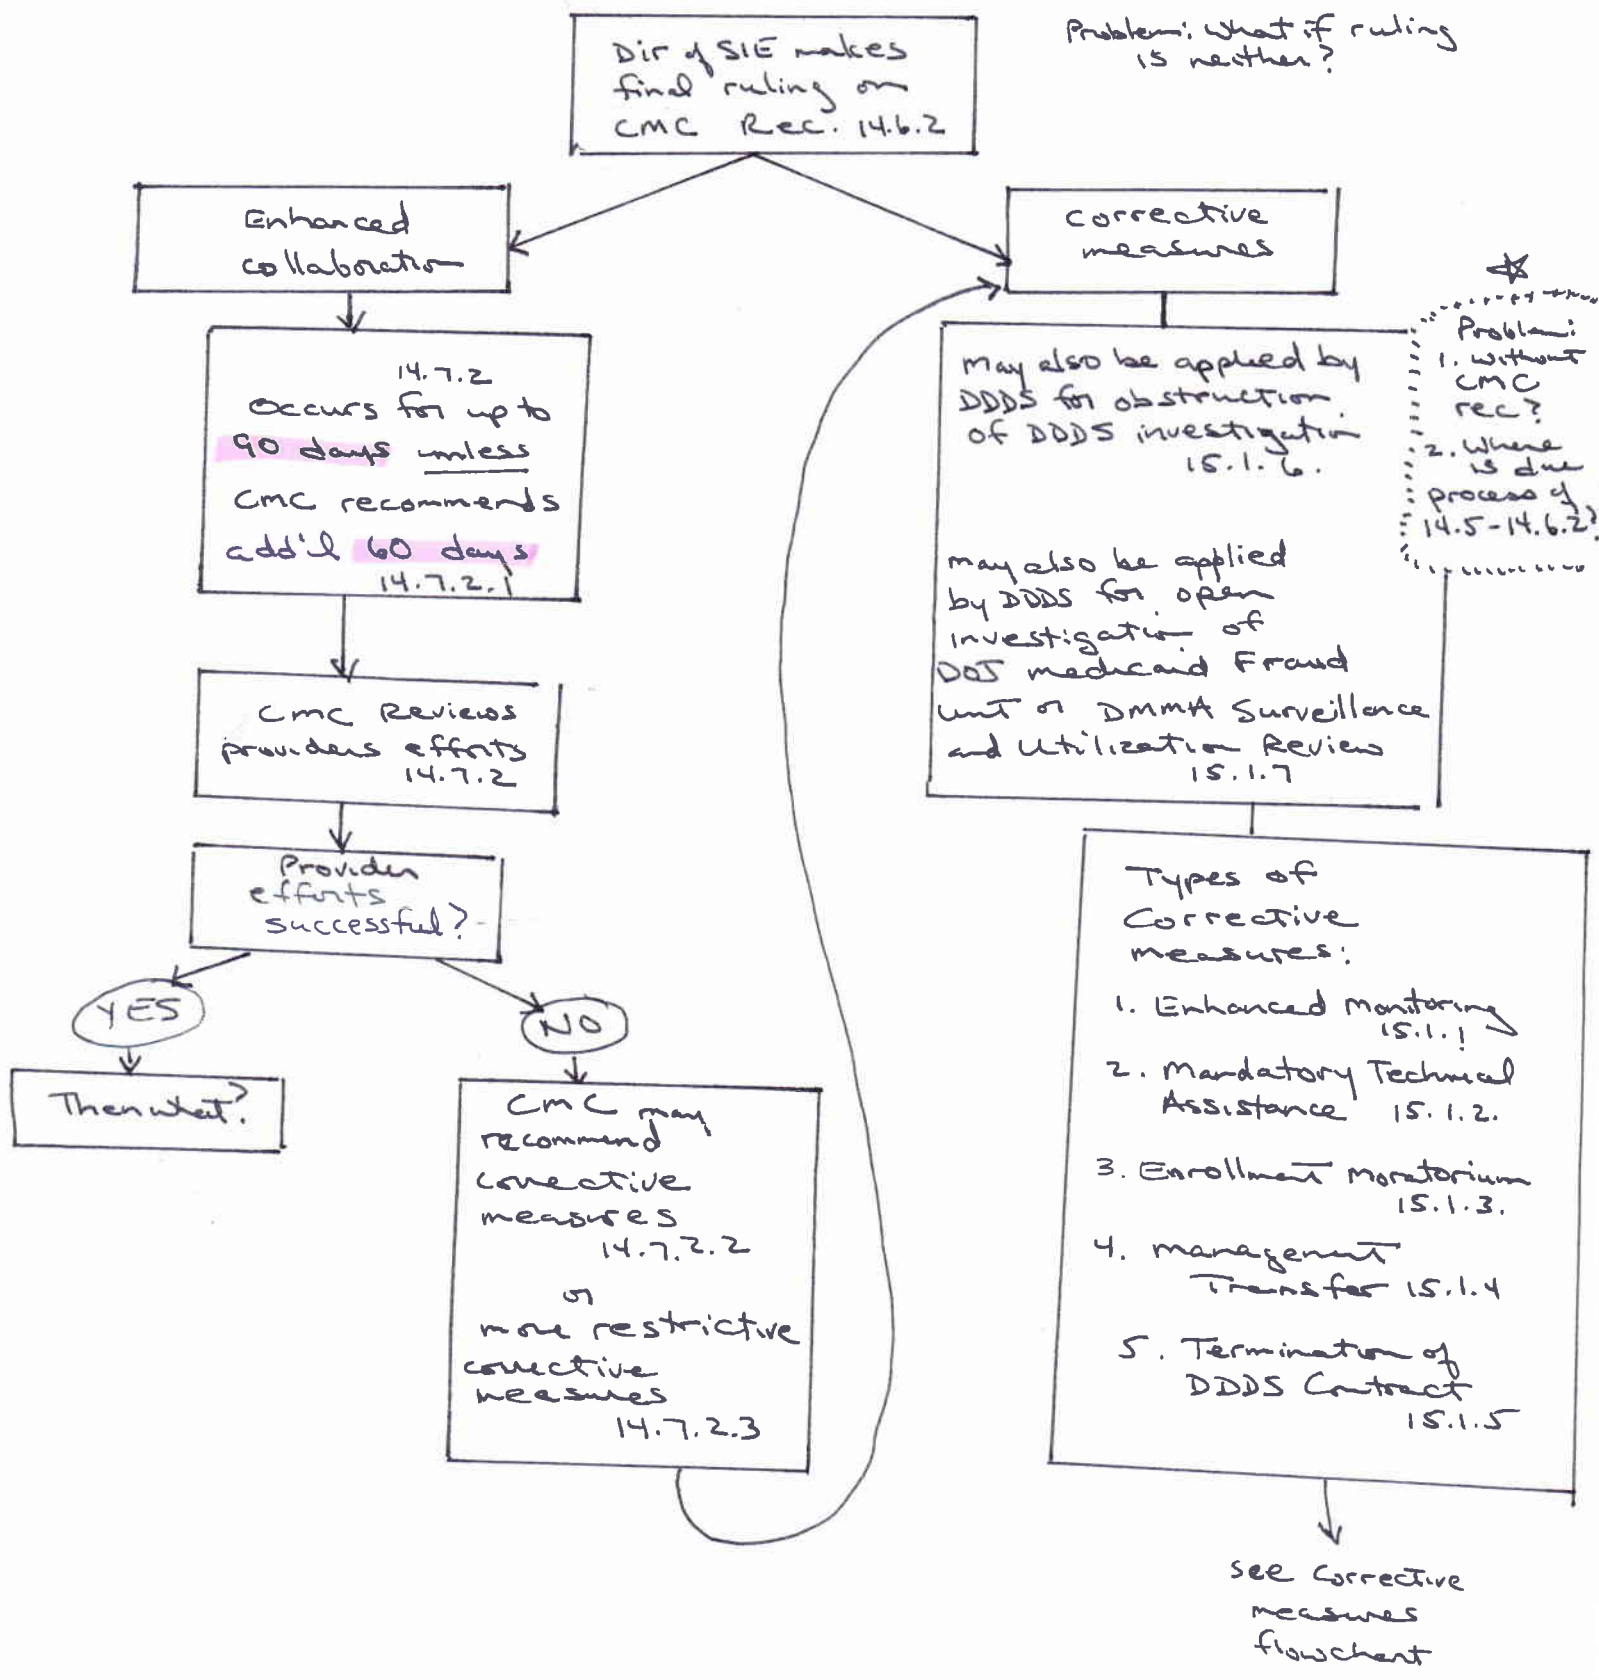 Dir of SIE makes
final ruling on
CMC Rec. 14.6.2
Problem: what if ruling
is neither?
Enhanced
collaboration
corrective
measures
14.7.2
Occurs for up to
90 days unless
CMC recommends
add'l 60 days
14.7.2.1
CMC Reviews
providers efforts
14.7.2
Provider
efforts
successful?
YES
NO
Then what?
CMC may
recommend
corrective
measures
14.7.2.2
or
more restrictive
corrective
measures
14.7.2.3
may also be applied by
DDDS for obstruction
of DDDS investigation
15.1.6.
may also be applied
by DDDS for open
investigation of
DOJ medicaid Fraud
unit or DMMA Surveillance
and Utilization Review
15.1.7
Problem:
1. without
CMC
rec?
2. Where
is due
process of
14.5-14.6.2?
Types of
Corrective
measures:
1. Enhanced Monitoring
15.1.1
2. Mandatory Technical
Assistance 15.1.2.
3. Enrollment Moratorium
15.1.3.
4. Management
Transfer 15.1.4
5. Termination of
DDDS Contract
15.1.5
see Corrective
measures
flowchart